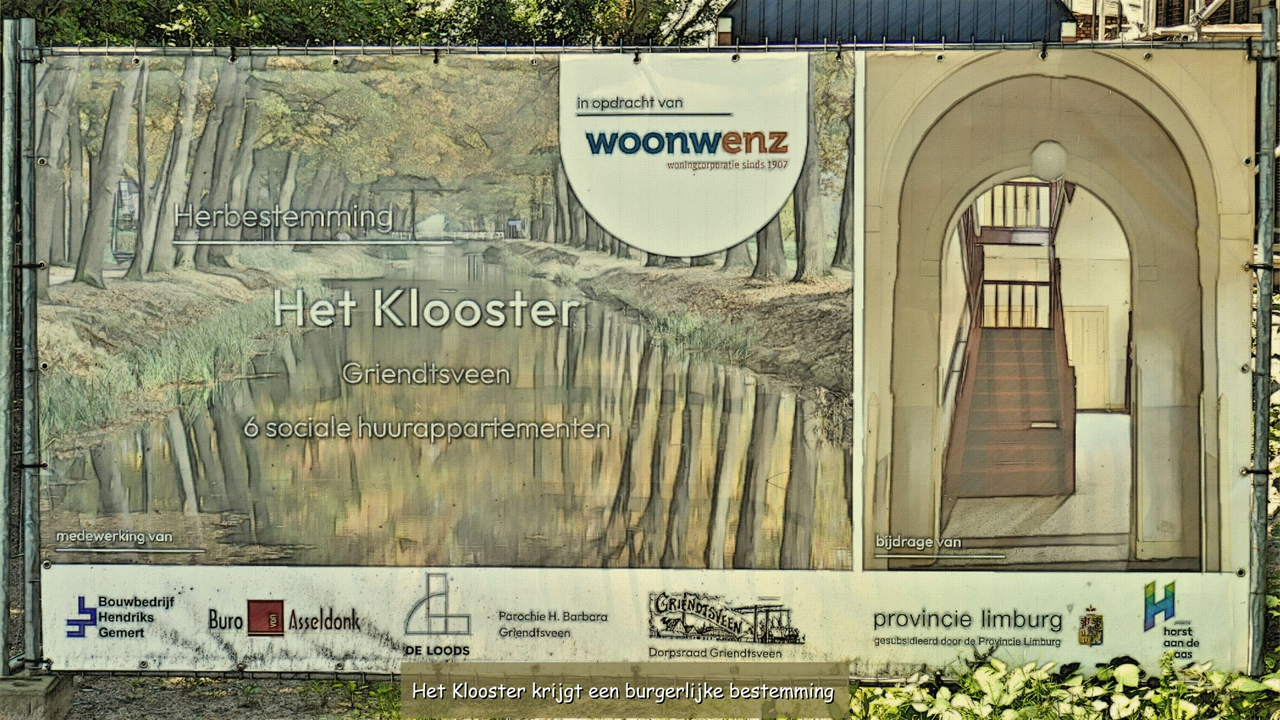 in opdracht van
woonwenz
woningcorporatie sinds 1907
Herbestemming
Het Klooster
Griendtsveen
6 sociale huurappartementen
medewerking van
bijdrage van
Bouwbedrijf
Hendriks
Gemert
Buro van Asseldonk
DE LOODS
Parochie H. Barbara
Griendtsveen
GRIENDTSVEEN
Dorpsraad Griendtsveen
provincie limburg
gesubsidieerd door de Provincie Limburg
horst
aan de
maas
Het Klooster krijgt een burgerlijke bestemming